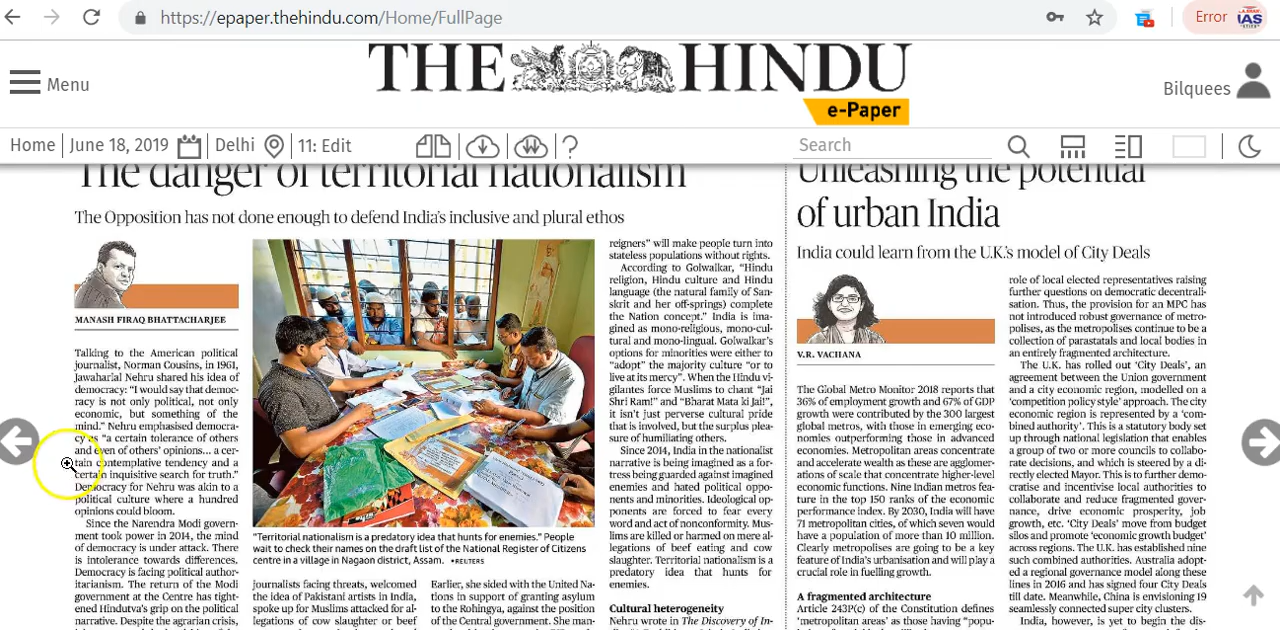 https://epaper.thehindu.com/Home/FullPage
Error
IAS
Menu
THE HINDU
e-Paper
Bilquees
Home
June 18, 2019
Delhi
11: Edit
Search
The danger of territorial nationalism
The Opposition has not done enough to defend India's inclusive and plural ethos
MANASH FIRAQ BHATTACHARJEE
Talking to the American political
journalist, Norman Cousins, in 1961,
Jawaharlal Nehru shared his idea of
democracy: "I would say that democ-
racy is not only political, not only
economic, but something of the
mind." Nehru emphasised democra-
cy as "a certain tolerance of others
and even of others' opinions... a cer-
tain contemplative tendency and a
certain inquisitive search for truth."
Democracy for Nehru was akin to a
political culture where a hundred
opinions could bloom.
Since the Narendra Modi govern-
ment took power in 2014, the mind
of democracy is under attack. There
is intolerance towards differences.
Democracy is facing political author-
itarianism. The return of the Modi
government at the Centre has tight-
ened Hindutva's grip on the political
narrative. Despite the agrarian crisis,
"Territorial nationalism is a predatory idea that hunts for enemies." People
wait to check their names on the draft list of the National Register of Citizens
centre in a village in Nagaon district, Assam. •REUTERS
journalists facing threats, welcomed
the idea of Pakistani artists in India,
spoke up for Muslims attacked for al-
legations of cow slaughter or beef
Earlier, she sided with the United Na-
tions in support of granting asylum
to the Rohingya, against the position
of the Central government. She man-
reigners" will make people turn into
stateless populations without rights.
According to Golwalkar, "Hindu
religion, Hindu culture and Hindu
language (the natural family of San-
skrit and her off-springs) complete
the Nation concept." India is ima-
gined as mono-religious, mono-cul-
tural and mono-lingual. Golwalkar's
options for minorities were either to
"adopt" the majority culture "or to
live at its mercy". When the Hindu vi-
gilantes force Muslims to chant "Jai
Shri Ram!" and "Bharat Mata ki Jai!",
it isn't just perverse cultural pride
that is involved, but the surplus plea-
sure of humiliating others.
Since 2014, India in the nationalist
narrative is being imagined as a for-
tress being guarded against imagined
enemies and hated political oppo-
nents and minorities. Ideological op-
ponents are forced to fear every
word and act of nonconformity. Mus-
lims are killed or harmed on mere al-
legations of beef eating and cow
slaughter. Territorial nationalism is a
predatory idea that hunts for
enemies.
Cultural heterogeneity
Nehru wrote in The Discovery of In-
Unleashing the potential
of urban India
India could learn from the U.K.'s model of City Deals
V.R. VACHANA
The Global Metro Monitor 2018 reports that
36% of employment growth and 67% of GDP
growth were contributed by the 300 largest
global metros, with those in emerging
economies outperforming those in advanced
economies. Metropolitan areas concentrate
and accelerate wealth as these are agglomer-
ations of scale that concentrate higher-level
economic functions. Nine Indian metros fea-
ture in the top 150 ranks of the economic
performance index. By 2030, India will have
71 metropolitan cities, of which seven would
have a population of more than 10 million.
Clearly metropolises are going to be a key
feature of India's urbanisation and will play a
crucial role in fuelling growth.
A fragmented architecture
Article 243P(c) of the Constitution defines
'metropolitan areas' as those having "popu-
role of local elected representatives raising
further questions on democratic decentrali-
sation. Thus, the provision for an MPC has
not introduced robust governance of metro-
polises, as the metropolises continue to be a
collection of parastatals and local bodies in
an entirely fragmented architecture.
The U.K. has rolled out 'City Deals', an
agreement between the Union government
and a city economic region, modelled on a
'competition policy style' approach. The city
economic region is represented by a 'com-
bined authority'. This is a statutory body set
up through national legislation that enables
a group of two or more councils to collabo-
rate decisions, and which is steered by a di-
rectly elected Mayor. This is to further demo-
cratise and incentivise local authorities to
collaborate and reduce fragmented gover-
nance, drive economic prosperity, job
growth, etc. 'City Deals' move from budget
silos and promote 'economic growth budget'
across regions. The U.K. has established nine
such combined authorities. Australia adopt-
ed a regional governance model along these
lines in 2016 and has signed four City Deals
till date. Meanwhile, China is envisioning 19
seamlessly connected super city clusters.
India, however, is yet to begin the dis-